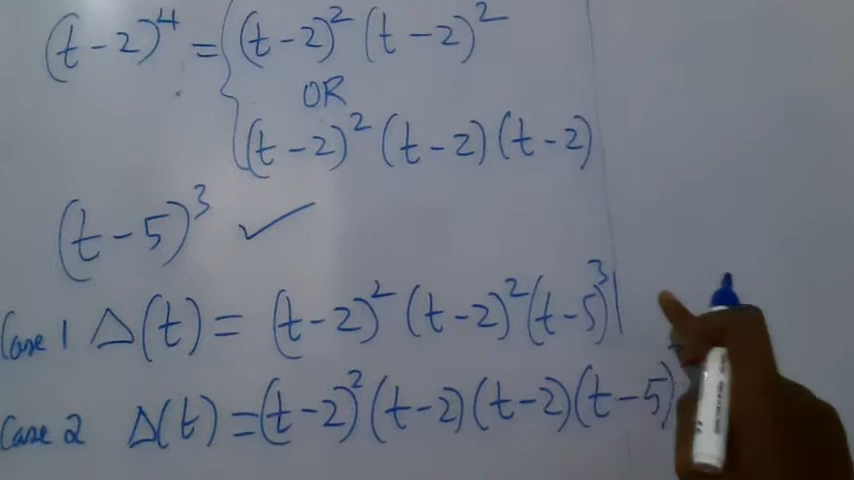 (t-2)⁴ = { (t-2)² (t-2)²
OR
(t-2)² (t-2) (t-2)
(t-5)³ ✓
Case 1 Δ(t) = (t-2)² (t-2)² (t-5)³
Case 2 Δ(t) = (t-2)² (t-2) (t-2) (t-5)